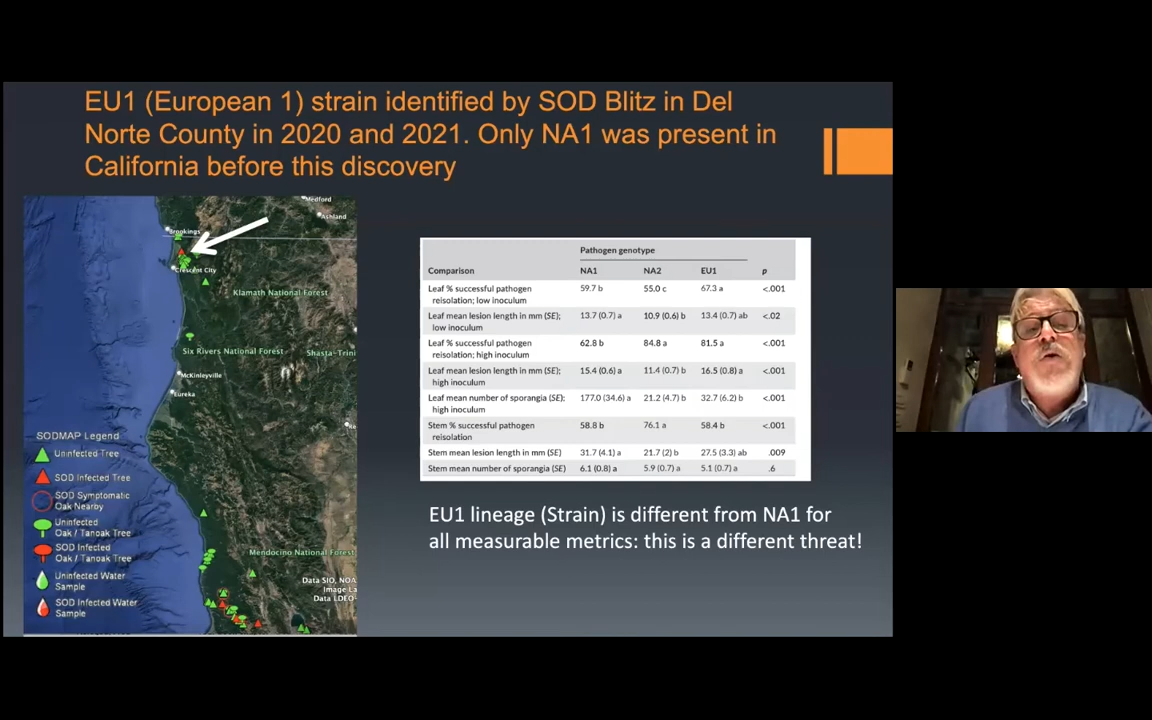 EU1 (European 1) strain identified by SOD Blitz in Del
Norte County in 2020 and 2021. Only NA1 was present in
California before this discovery
Medford
Ashland
Brookings
Crescent City
Klamath National Forest
Six Rivers National Forest
Shasta-Trini
McKinleyville
Eureka
SODMAP Legend
Uninfected Tree
SOD Infected Tree
SOD Symptomatic
Oak Nearby
Uninfected
Oak / Tanoak Tree
SOD Infected
Oak / Tanoak Tree
Uninfected Water
Sample
SOD Infected Water
Sample
Mendocino National Forest
Data SIO, NOA
Image La
Data LDEO-
Pathogen genotype
Comparison NA1 NA2 EU1 p
Leaf % successful pathogen 59.7 b 55.0 c 67.3 a <.001
reisolation; low inoculum
Leaf mean lesion length in mm (SE); 13.7 (0.7) a 10.9 (0.6) b 13.4 (0.7) ab <.02
low inoculum
Leaf % successful pathogen 62.8 b 84.8 a 81.5 a <.001
reisolation; high inoculum
Leaf mean lesion length in mm (SE); 15.4 (0.6) a 11.4 (0.7) b 16.5 (0.8) a <.001
high inoculum
Leaf mean number of sporangia (SE); 177.0 (34.6) a 21.2 (4.7) b 32.7 (6.2) b <.001
high inoculum
Stem % successful pathogen 58.8 b 76.1 a 58.4 b <.001
reisolation
Stem mean lesion length in mm (SE) 31.7 (4.1) a 21.7 (2) b 27.5 (3.3) ab .009
Stem mean number of sporangia (SE) 6.1 (0.8) a 5.9 (0.7) a 5.1 (0.7) a .6
EU1 lineage (Strain) is different from NA1 for
all measurable metrics: this is a different threat!